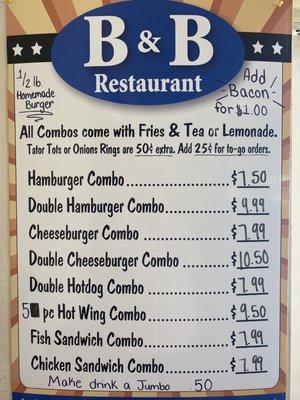 B & B
Restaurant
1/2 lb.
Homemade
Burger
Add
Bacon
for $1.00
All Combos come with Fries & Tea or Lemonade.
Tator Tots or Onions Rings are 50¢ extra. Add 25¢ for to-go orders.
Hamburger Combo..............................$7.50
Double Hamburger Combo....................$9.99
Cheeseburger Combo..........................$7.99
Double Cheeseburger Combo................$10.50
Double Hotdog Combo........................$7.99
5 pc Hot Wing Combo........................$9.50
Fish Sandwich Combo........................$7.99
Chicken Sandwich Combo....................$7.99
Make drink a Jumbo .50